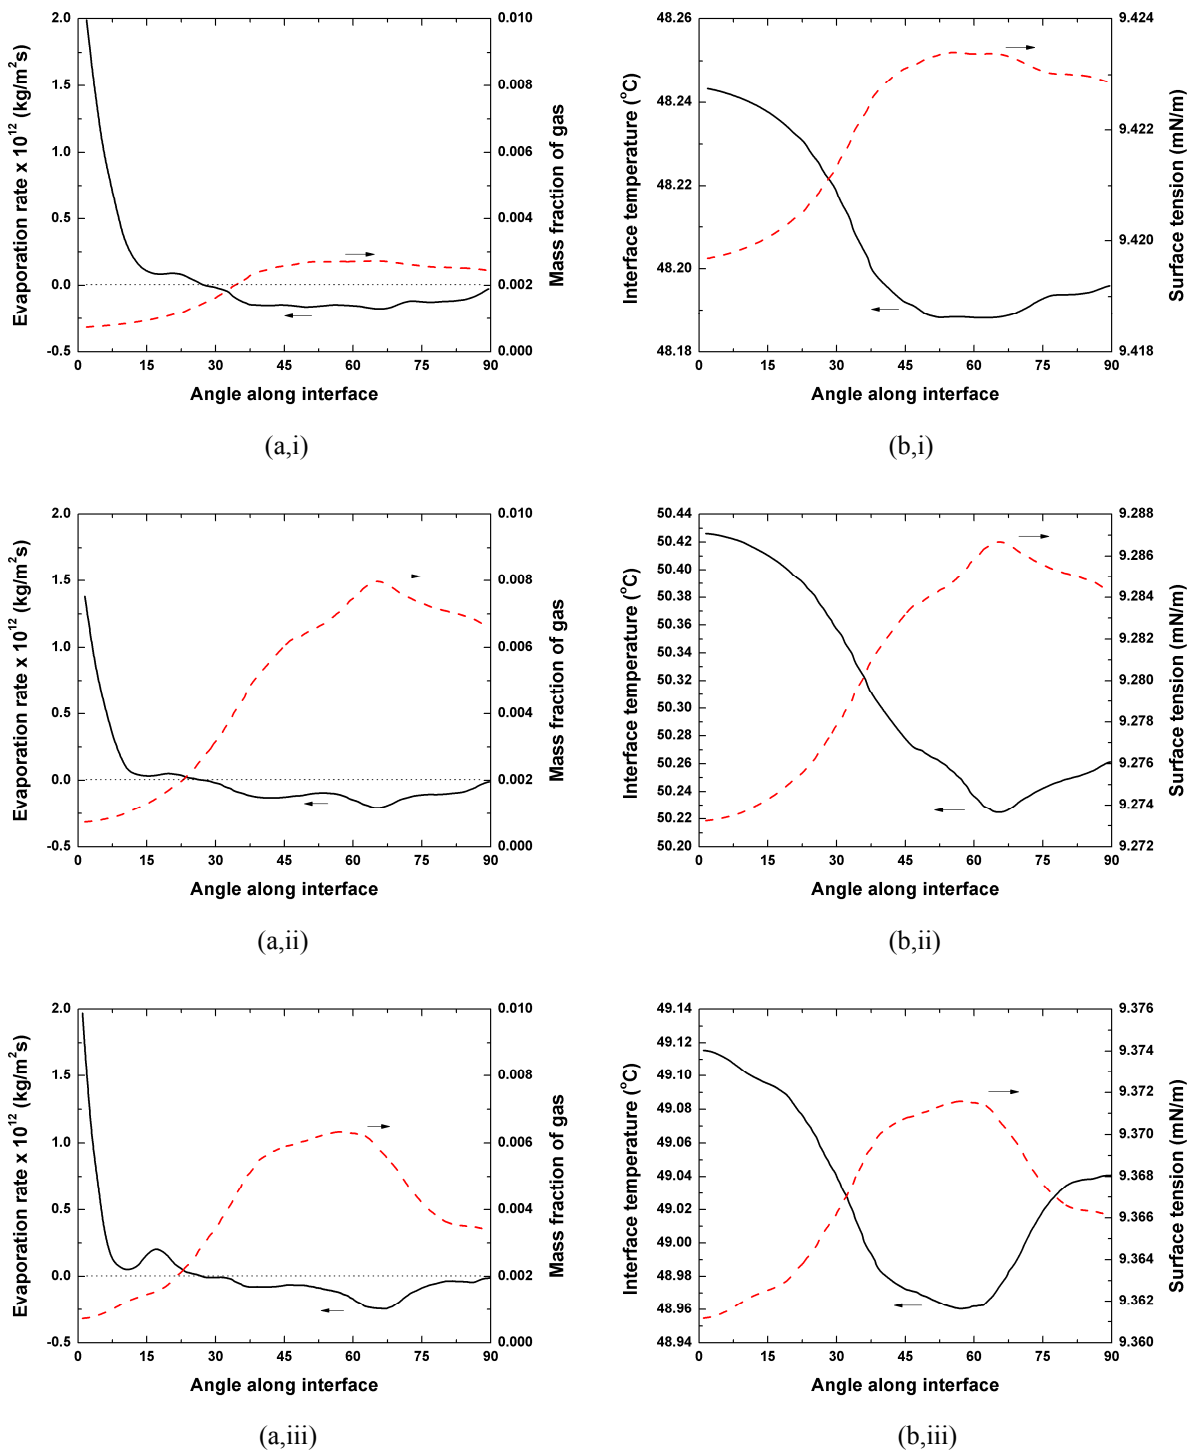 2.0
1.5
1.0
0.5
0.0
-0.5
0.010
0.008
0.006
0.004
0.002
0.000
0 15 30 45 60 75 90
Evaporation rate x 10¹² (kg/m²s)
Mass fraction of gas
Angle along interface
(a,i)
48.26
48.24
48.22
48.20
48.18
9.424
9.422
9.420
9.418
0 15 30 45 60 75 90
Interface temperature (°C)
Surface tension (mN/m)
Angle along interface
(b,i)
2.0
1.5
1.0
0.5
0.0
-0.5
0.010
0.008
0.006
0.004
0.002
0.000
0 15 30 45 60 75 90
Evaporation rate x 10¹² (kg/m²s)
Mass fraction of gas
Angle along interface
(a,ii)
50.44
50.42
50.40
50.38
50.36
50.34
50.32
50.30
50.28
50.26
50.24
50.22
50.20
9.288
9.286
9.284
9.282
9.280
9.278
9.276
9.274
9.272
0 15 30 45 60 75 90
Interface temperature (°C)
Surface tension (mN/m)
Angle along interface
(b,ii)
2.0
1.5
1.0
0.5
0.0
-0.5
0.010
0.008
0.006
0.004
0.002
0.000
0 15 30 45 60 75 90
Evaporation rate x 10¹² (kg/m²s)
Mass fraction of gas
Angle along interface
(a,iii)
49.14
49.12
49.10
49.08
49.06
49.04
49.02
49.00
48.98
48.96
48.94
9.376
9.374
9.372
9.370
9.368
9.366
9.364
9.362
9.360
0 15 30 45 60 75 90
Interface temperature (°C)
Surface tension (mN/m)
Angle along interface
(b,iii)